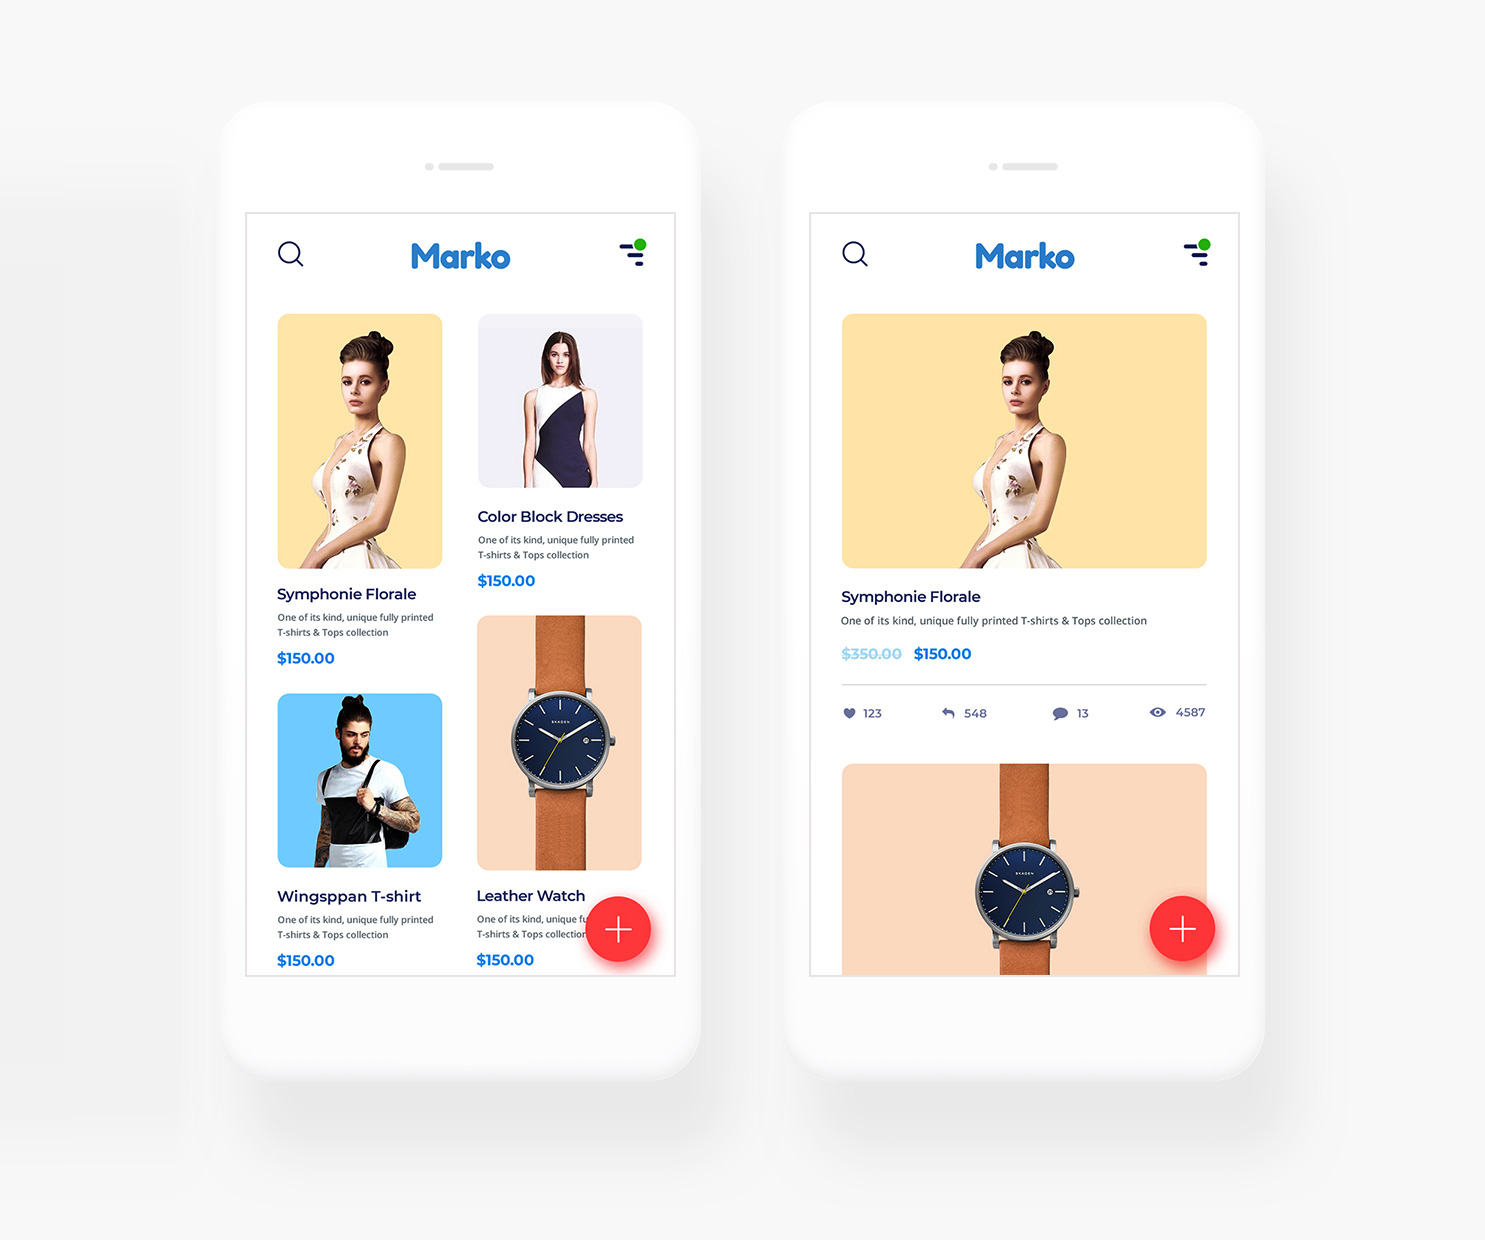 Marko
Symphonie Florale
One of its kind, unique fully printed
T-shirts & Tops collection
$150.00
Wingsppan T-shirt
One of its kind, unique fully printed
T-shirts & Tops collection
$150.00
Color Block Dresses
One of its kind, unique fully printed
T-shirts & Tops collection
$150.00
SKAGEN
Leather Watch
One of its kind, unique fu
T-shirts & Tops collection
$150.00
Marko
Symphonie Florale
One of its kind, unique fully printed T-shirts & Tops collection
$350.00 $150.00
123 548 13 4587
SKAGEN